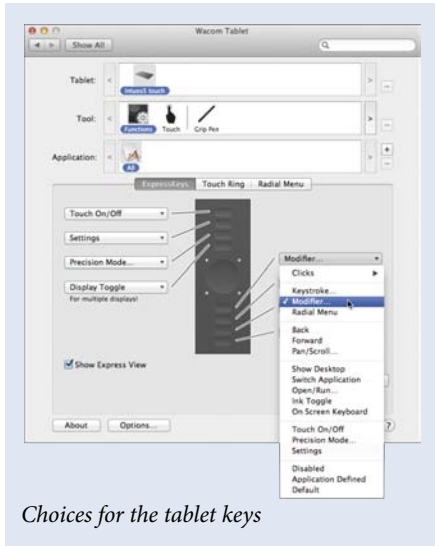 Wacom Tablet
Show All
Tablet:
Intuos5 touch
Tool:
Functions Touch Grip Pen
Application:
All
ExpressKeys Touch Ring Radial Menu
Touch On/Off
Settings
Precision Mode...
Display Toggle
For multiple displays!
Modifier...
Clicks
Keystroke...
✓ Modifier...
Radial Menu
Back
Forward
Pan/Scroll...
Show Desktop
Switch Application
Open/Run...
Ink Toggle
On Screen Keyboard
Touch On/Off
Precision Mode...
Settings
Disabled
Application Defined
Default
Show Express View
About Options... ?
Choices for the tablet keys